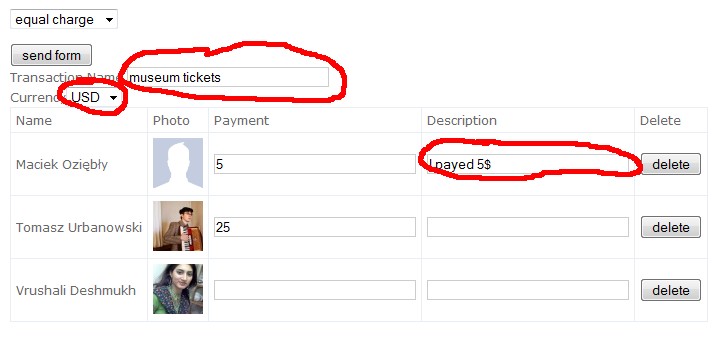 equal charge
send form
Transaction Name museum tickets
Currency USD
Name Photo Payment Description Delete
Maciek Oziębły 5 I payed 5$ delete
Tomasz Urbanowski 25 delete
Vrushali Deshmukh delete